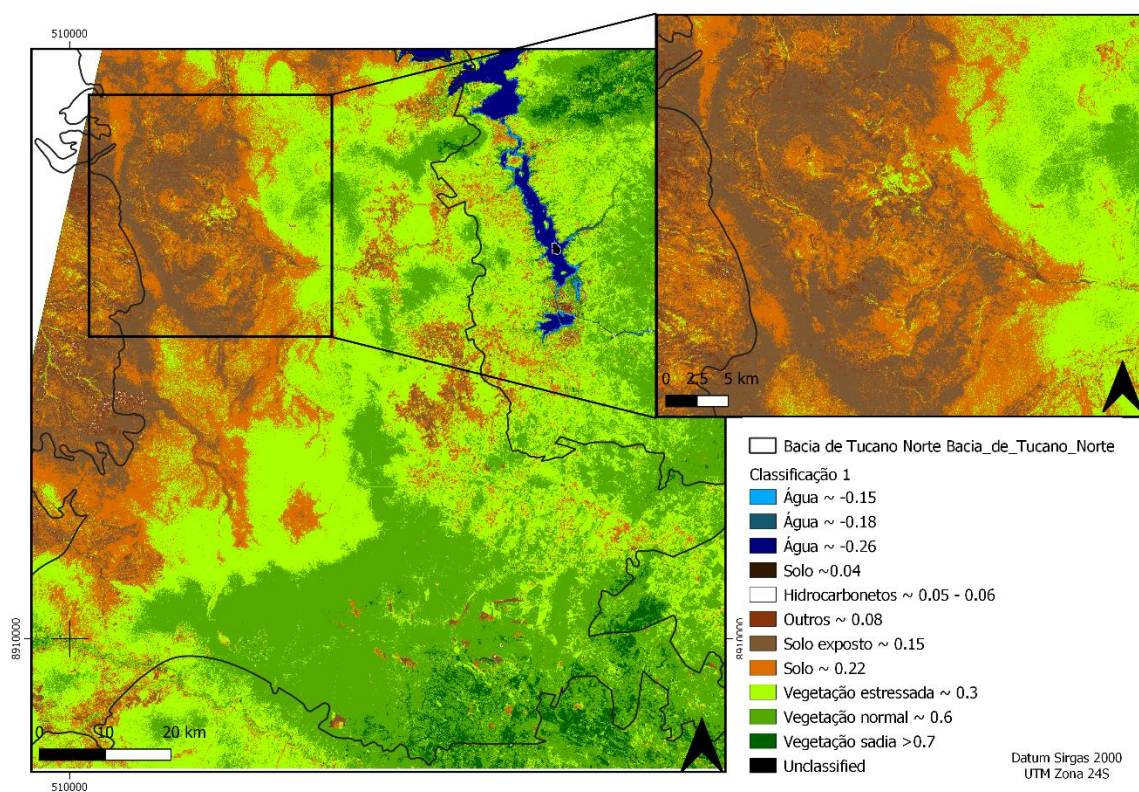 510000
0 2.5 5 km
Bacia de Tucano Norte Bacia_de_Tucano_Norte
Classificação 1
Água ~ -0.15
Água ~ -0.18
Água ~ -0.26
Solo ~0.04
Hidrocarbonetos ~ 0.05 - 0.06
Outros ~ 0.08
Solo exposto ~ 0.15
Solo ~ 0.22
Vegetação estressada ~ 0.3
Vegetação normal ~ 0.6
Vegetação sadia >0.7
Unclassified
8910000
8910000
0 10 20 km
Datum Sirgas 2000
UTM Zona 24S
510000